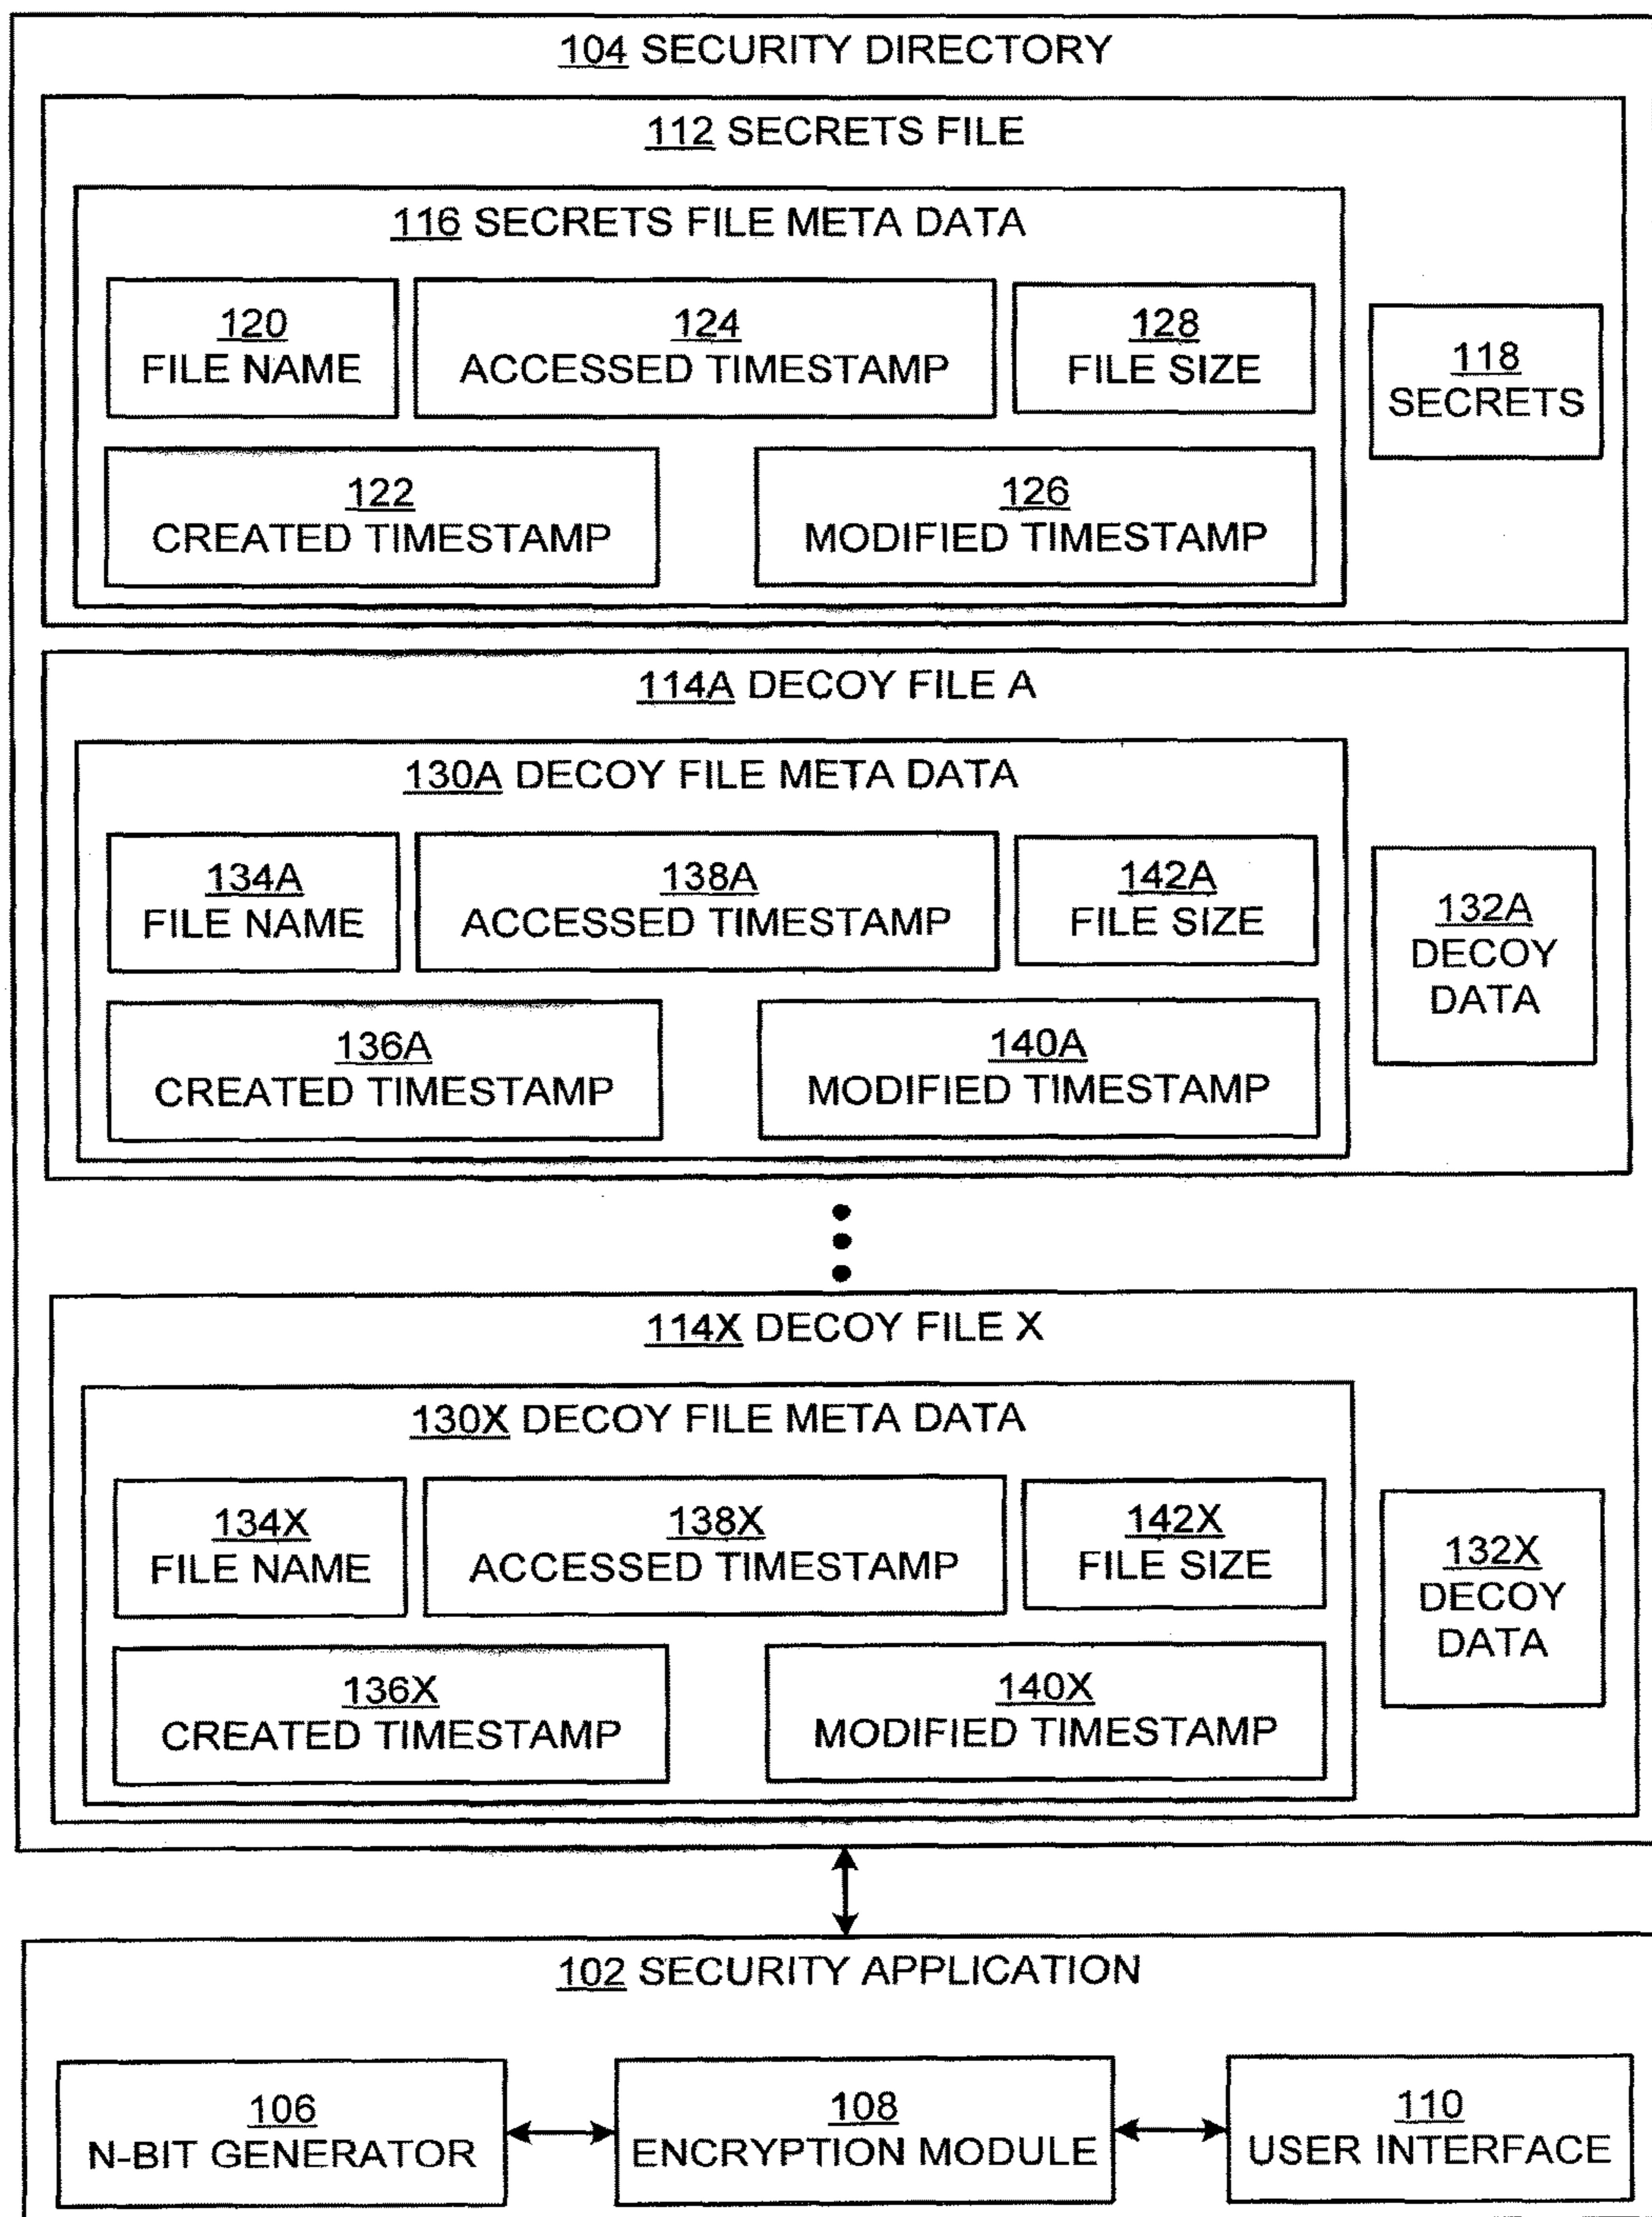 104 SECURITY DIRECTORY
112 SECRETS FILE
116 SECRETS FILE META DATA
120
FILE NAME
124
ACCESSED TIMESTAMP
128
FILE SIZE
118
SECRETS
122
CREATED TIMESTAMP
126
MODIFIED TIMESTAMP
114A DECOY FILE A
130A DECOY FILE META DATA
134A
FILE NAME
138A
ACCESSED TIMESTAMP
142A
FILE SIZE
132A
DECOY
DATA
136A
CREATED TIMESTAMP
140A
MODIFIED TIMESTAMP
114X DECOY FILE X
130X DECOY FILE META DATA
134X
FILE NAME
138X
ACCESSED TIMESTAMP
142X
FILE SIZE
132X
DECOY
DATA
136X
CREATED TIMESTAMP
140X
MODIFIED TIMESTAMP
102 SECURITY APPLICATION
106
N-BIT GENERATOR
108
ENCRYPTION MODULE
110
USER INTERFACE